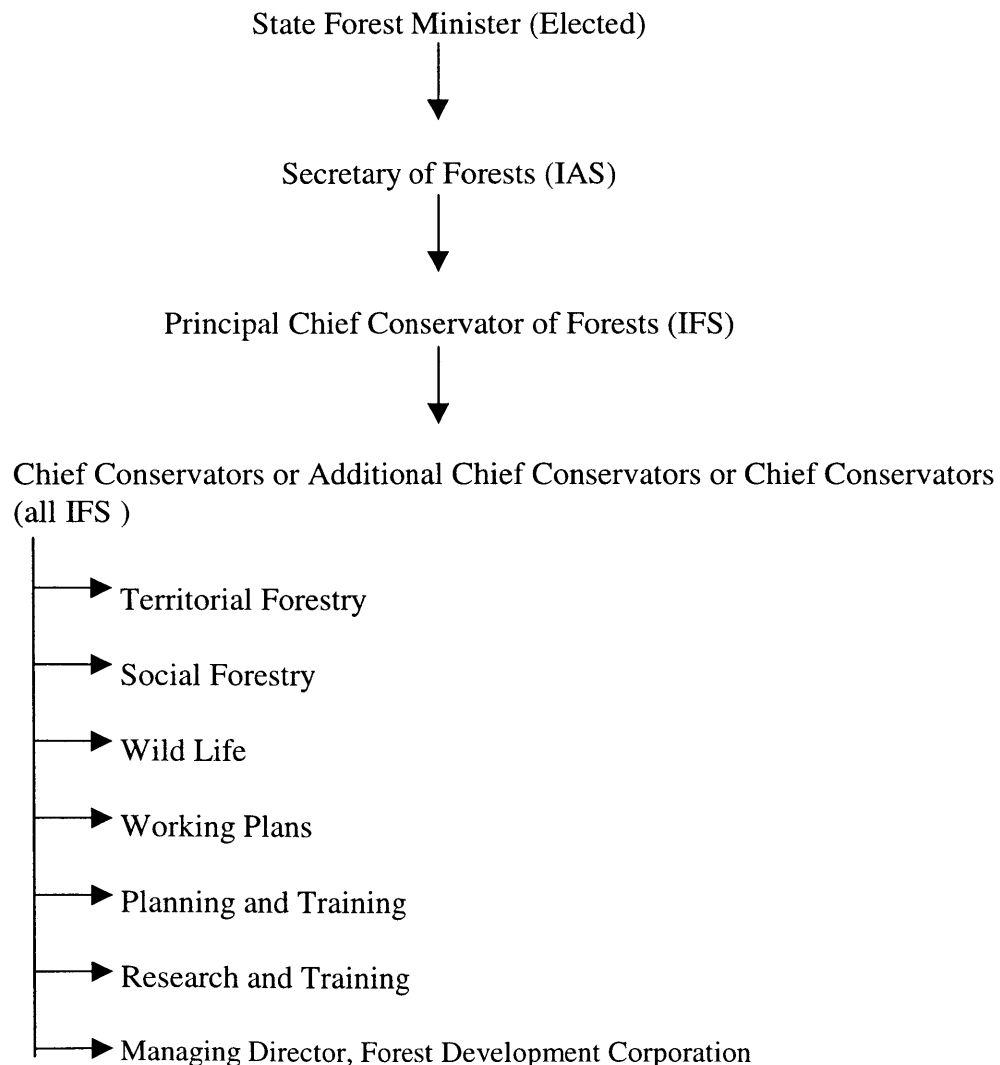 State Forest Minister (Elected)
Secretary of Forests (IAS)
Principal Chief Conservator of Forests (IFS)
Chief Conservators or Additional Chief Conservators or Chief Conservators
(all IFS )
Territorial Forestry
Social Forestry
Wild Life
Working Plans
Planning and Training
Research and Training
Managing Director, Forest Development Corporation